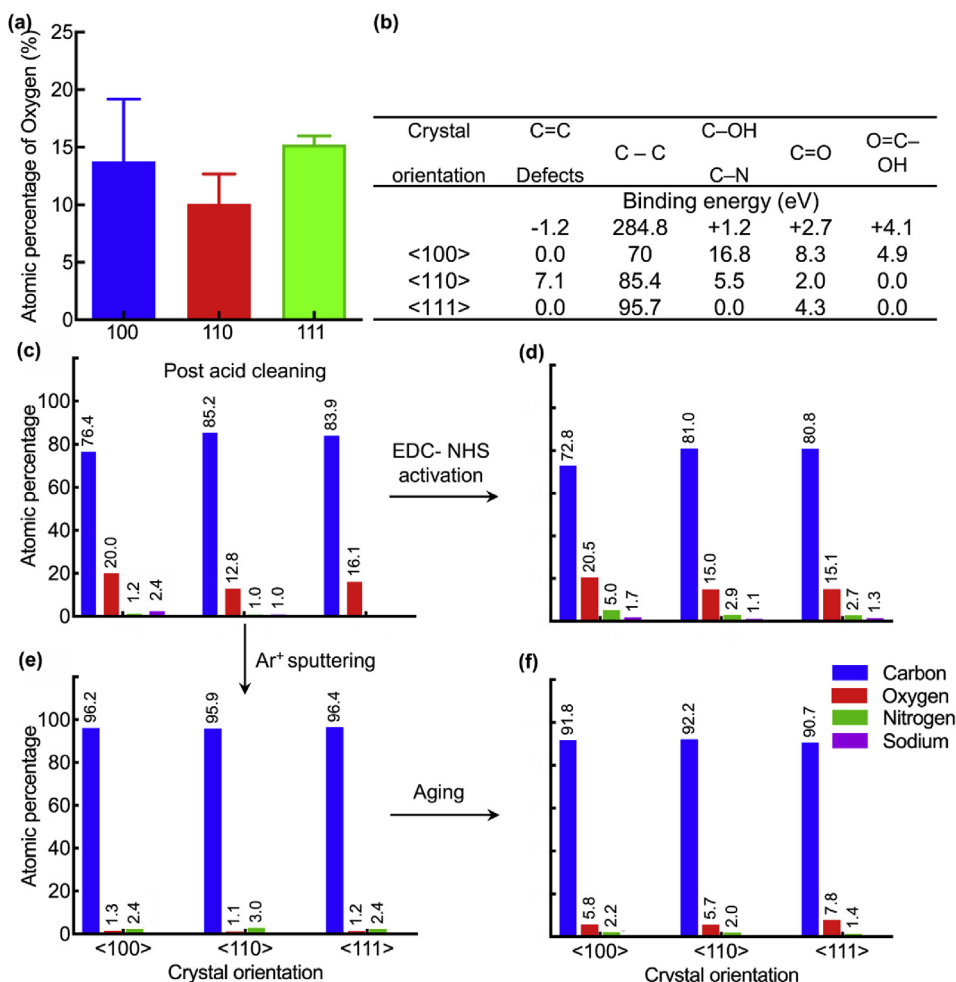 (a)
Atomic percentage of Oxygen (%)
25
20
15
10
5
0
100 110 111
(b)
Crystal orientation C=C Defects C – C C–OH C–N C=O O=C–OH
Binding energy (eV)
-1.2 284.8 +1.2 +2.7 +4.1
<100> 0.0 70 16.8 8.3 4.9
<110> 7.1 85.4 5.5 2.0 0.0
<111> 0.0 95.7 0.0 4.3 0.0
(c)
Post acid cleaning
Atomic percentage
100
80
60
40
20
0
76.4 20.0 1.2 2.4
85.2 12.8 1.0 1.0
83.9 16.1
EDC- NHS
activation
(d)
72.8 20.5 5.0 1.7
81.0 15.0 2.9 1.1
80.8 15.1 2.7 1.3
Ar+ sputtering
(e)
Atomic percentage
100
80
60
40
20
0
96.2 1.3 2.4
95.9 1.1 3.0
96.4 1.2 2.4
<100> <110> <111>
Crystal orientation
Aging
(f)
Carbon
Oxygen
Nitrogen
Sodium
91.8 5.8 2.2
92.2 5.7 2.0
90.7 7.8 1.4
<100> <110> <111>
Crystal orientation